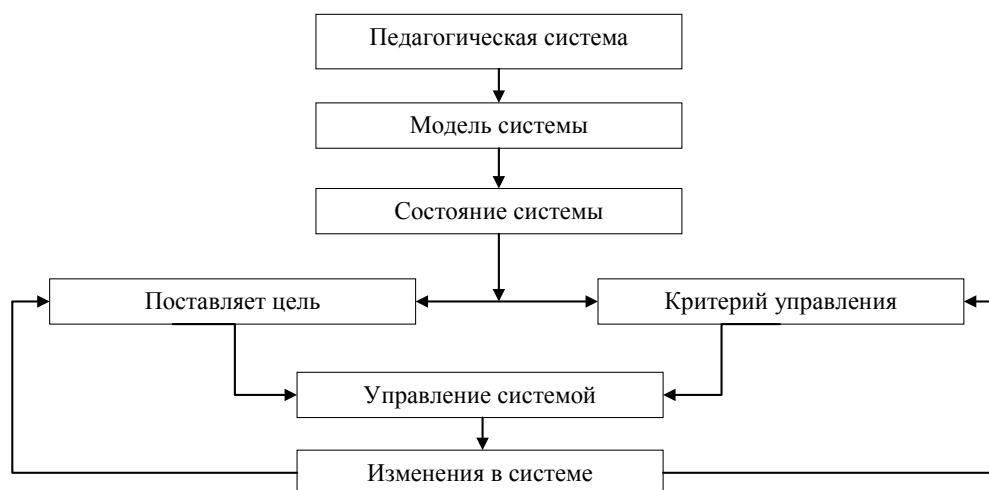 Педагогическая система
Модель системы
Состояние системы
Поставляет цель
Критерий управления
Управление системой
Изменения в системе